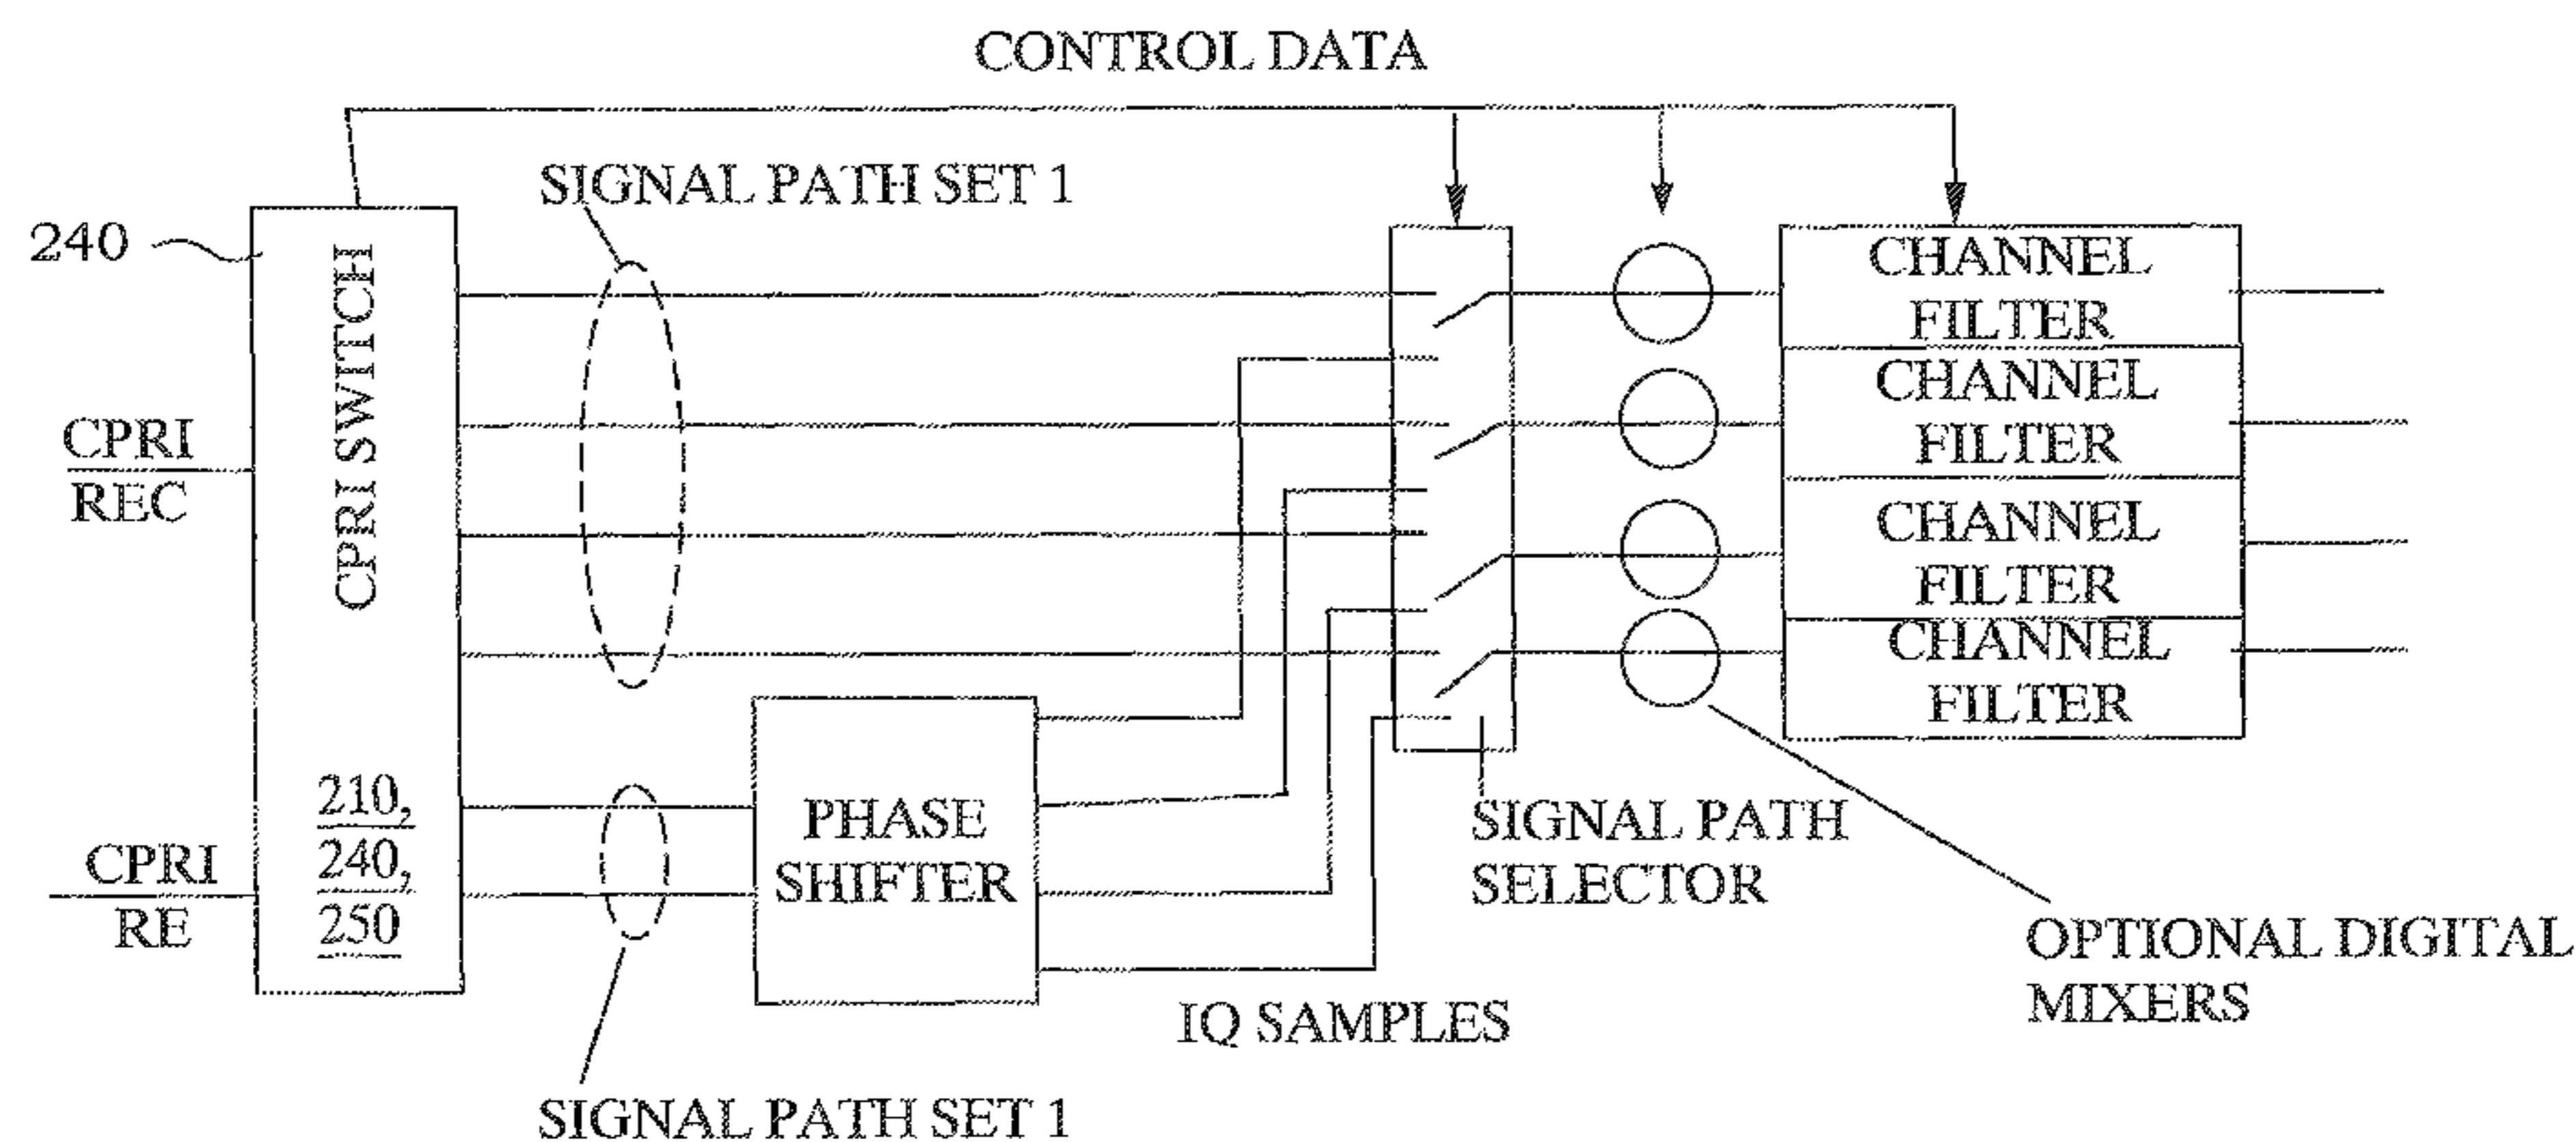 CONTROL DATA
SIGNAL PATH SET 1
240
CPRI SWITCH
CPRI
REC
CHANNEL
FILTER
CHANNEL
FILTER
CHANNEL
FILTER
CHANNEL
FILTER
210,
240,
250
CPRI
RE
PHASE
SHIFTER
SIGNAL PATH
SELECTOR
OPTIONAL DIGITAL
MIXERS
IQ SAMPLES
SIGNAL PATH SET 1